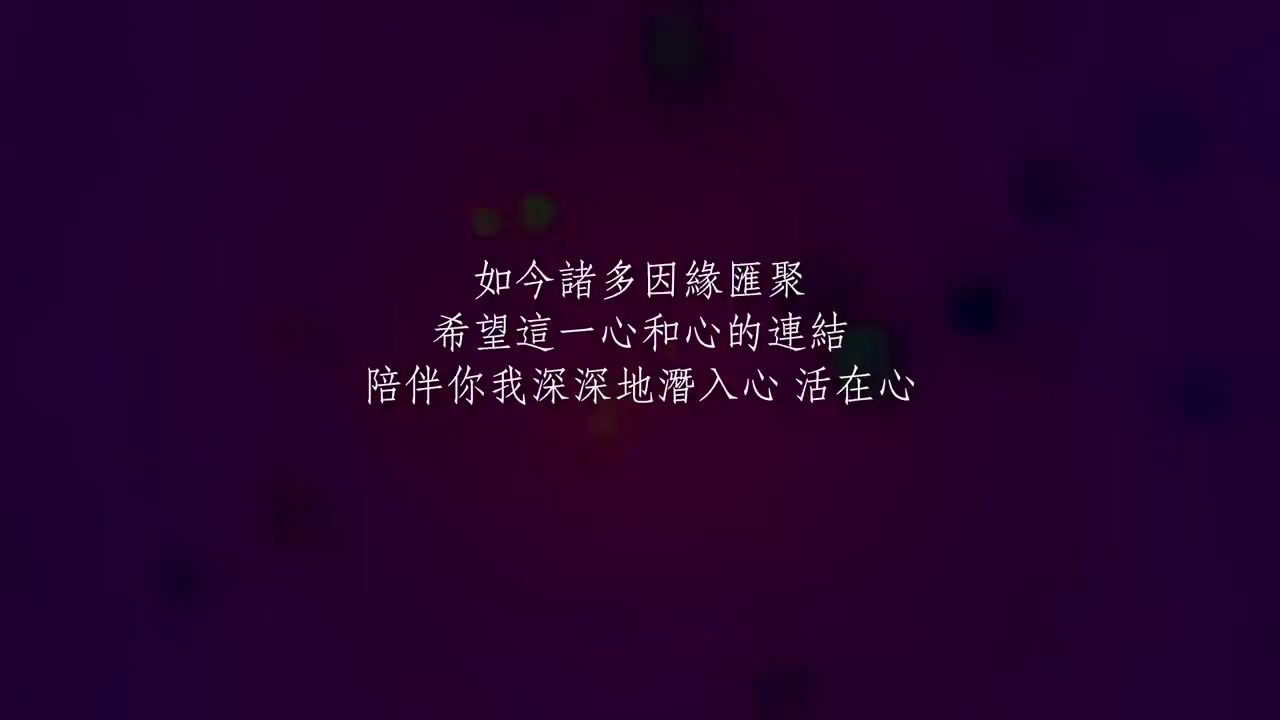 如今諸多因緣匯聚
希望這一心和心的連結
陪伴你我深深地潛入心 活在心